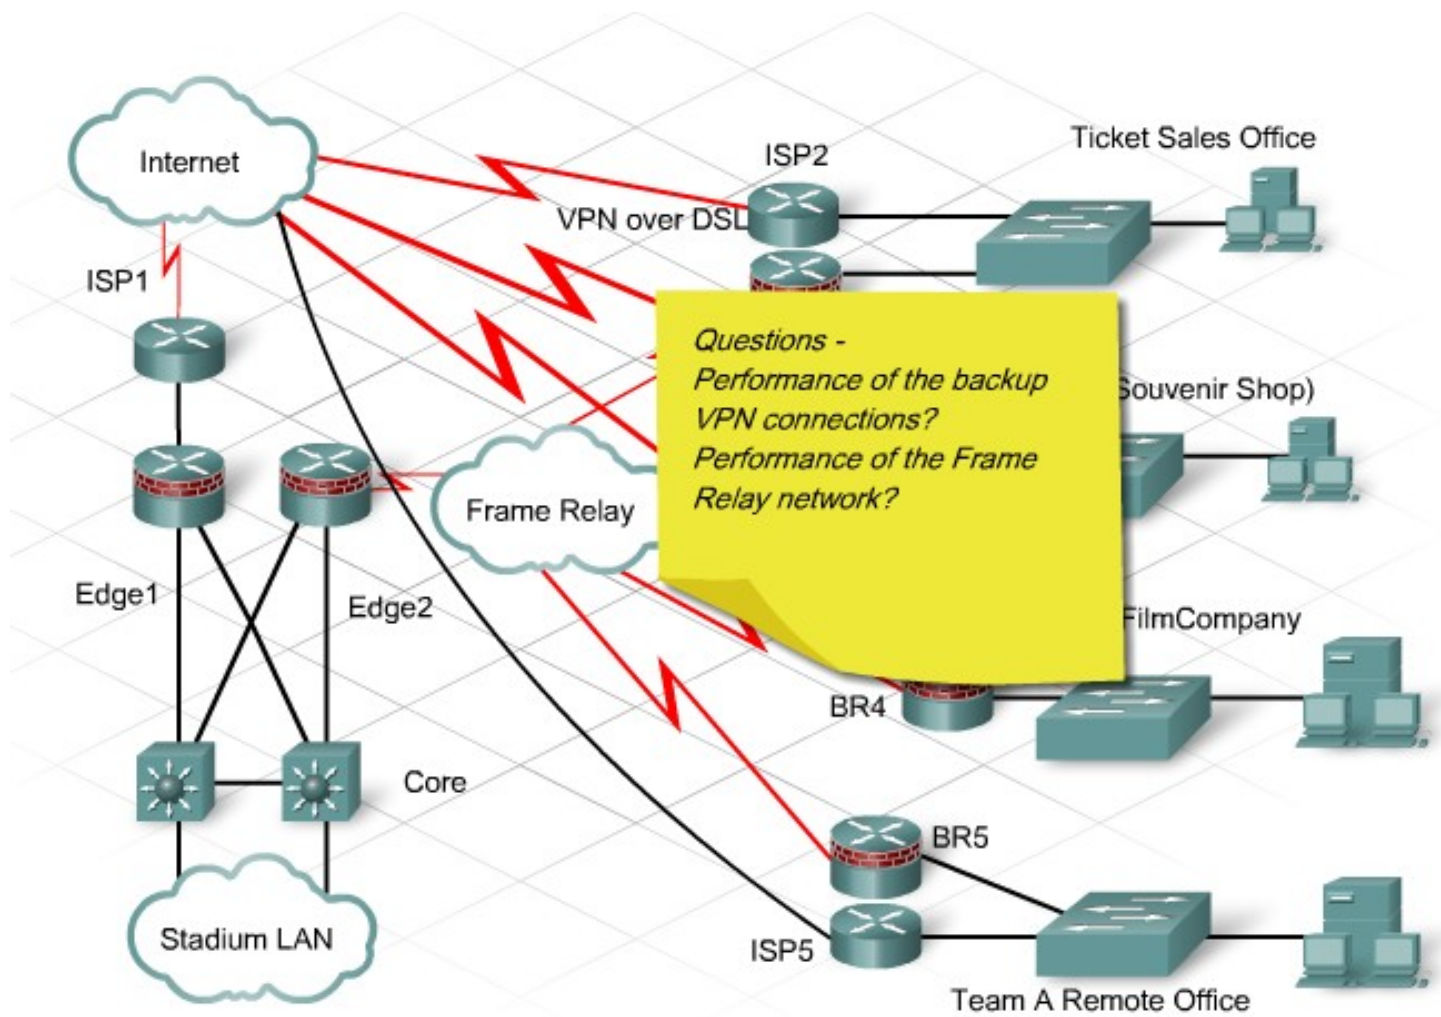 Internet
ISP1
ISP2
VPN over DSL
Ticket Sales Office
Questions -
Performance of the backup
VPN connections?
Performance of the Frame
Relay network?
Souvenir Shop)
Frame Relay
Edge1
Edge2
FilmCompany
BR4
Core
BR5
Stadium LAN
ISP5
Team A Remote Office